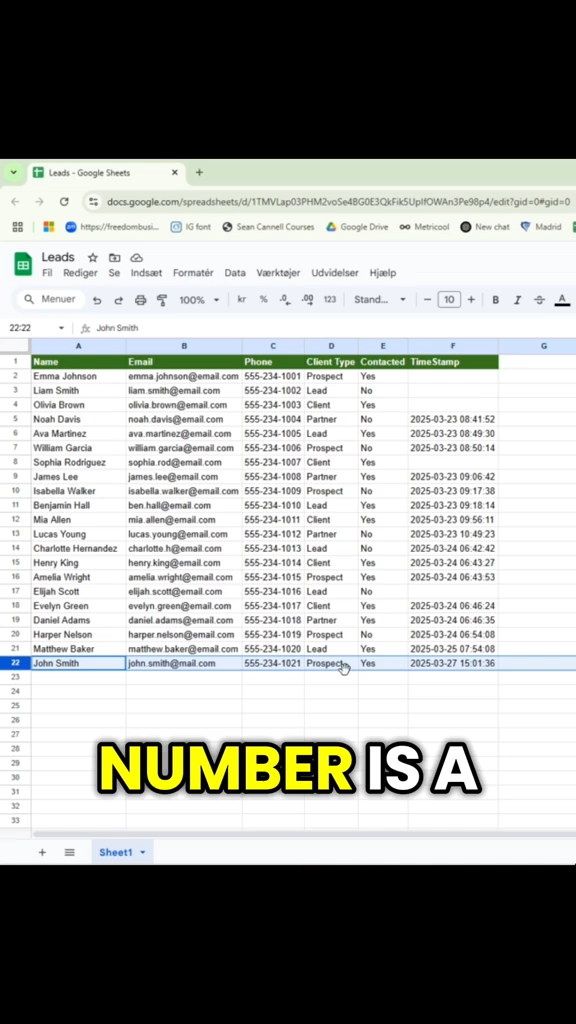 Leads - Google Sheets
docs.google.com/spreadsheets/d/1TMVLap03PHM2voSe4BG0E3QkFik5UplfOWAn3Pe98p4/edit?gid=0#gid=0
https://freedombusi... IG font Sean Cannell Courses Google Drive Metricool New chat Madrid
Leads
Fil Rediger Se Indsæt Formatér Data Værktøjer Udvidelser Hjælp
Menuer 100% kr % .0 .00 123 Stand... − 10 + B I S A
22:22 fx John Smith
A B C D E F G
1 Name Email Phone Client Type Contacted TimeStamp
2 Emma Johnson emma.johnson@email.com 555-234-1001 Prospect Yes
3 Liam Smith liam.smith@email.com 555-234-1002 Lead No
4 Olivia Brown olivia.brown@email.com 555-234-1003 Client Yes
5 Noah Davis noah.davis@email.com 555-234-1004 Partner No 2025-03-23 08:41:52
6 Ava Martinez ava.martinez@email.com 555-234-1005 Lead Yes 2025-03-23 08:49:30
7 William Garcia william.garcia@email.com 555-234-1006 Prospect No 2025-03-23 08:50:14
8 Sophia Rodriguez sophia.rod@email.com 555-234-1007 Client Yes
9 James Lee james.lee@email.com 555-234-1008 Partner Yes 2025-03-23 09:06:42
10 Isabella Walker isabella.walker@email.com 555-234-1009 Prospect No 2025-03-23 09:17:38
11 Benjamin Hall ben.hall@email.com 555-234-1010 Lead Yes 2025-03-23 09:18:14
12 Mia Allen mia.allen@email.com 555-234-1011 Client Yes 2025-03-23 09:56:11
13 Lucas Young lucas.young@email.com 555-234-1012 Partner No 2025-03-23 10:49:23
14 Charlotte Hernandez charlotte.h@email.com 555-234-1013 Lead No 2025-03-24 06:42:42
15 Henry King henry.king@email.com 555-234-1014 Client Yes 2025-03-24 06:43:27
16 Amelia Wright amelia.wright@email.com 555-234-1015 Prospect Yes 2025-03-24 06:43:53
17 Elijah Scott elijah.scott@email.com 555-234-1016 Lead No
18 Evelyn Green evelyn.green@email.com 555-234-1017 Client Yes 2025-03-24 06:46:24
19 Daniel Adams daniel.adams@email.com 555-234-1018 Partner Yes 2025-03-24 06:46:35
20 Harper Nelson harper.nelson@email.com 555-234-1019 Prospect No 2025-03-24 06:54:08
21 Matthew Baker matthew.baker@email.com 555-234-1020 Lead Yes 2025-03-25 07:54:08
22 John Smith john.smith@mail.com 555-234-1021 Prospect Yes 2025-03-27 15:01:36
23
24
25
26
27
28
29
30
31
32
33
NUMBER IS A
Sheet1